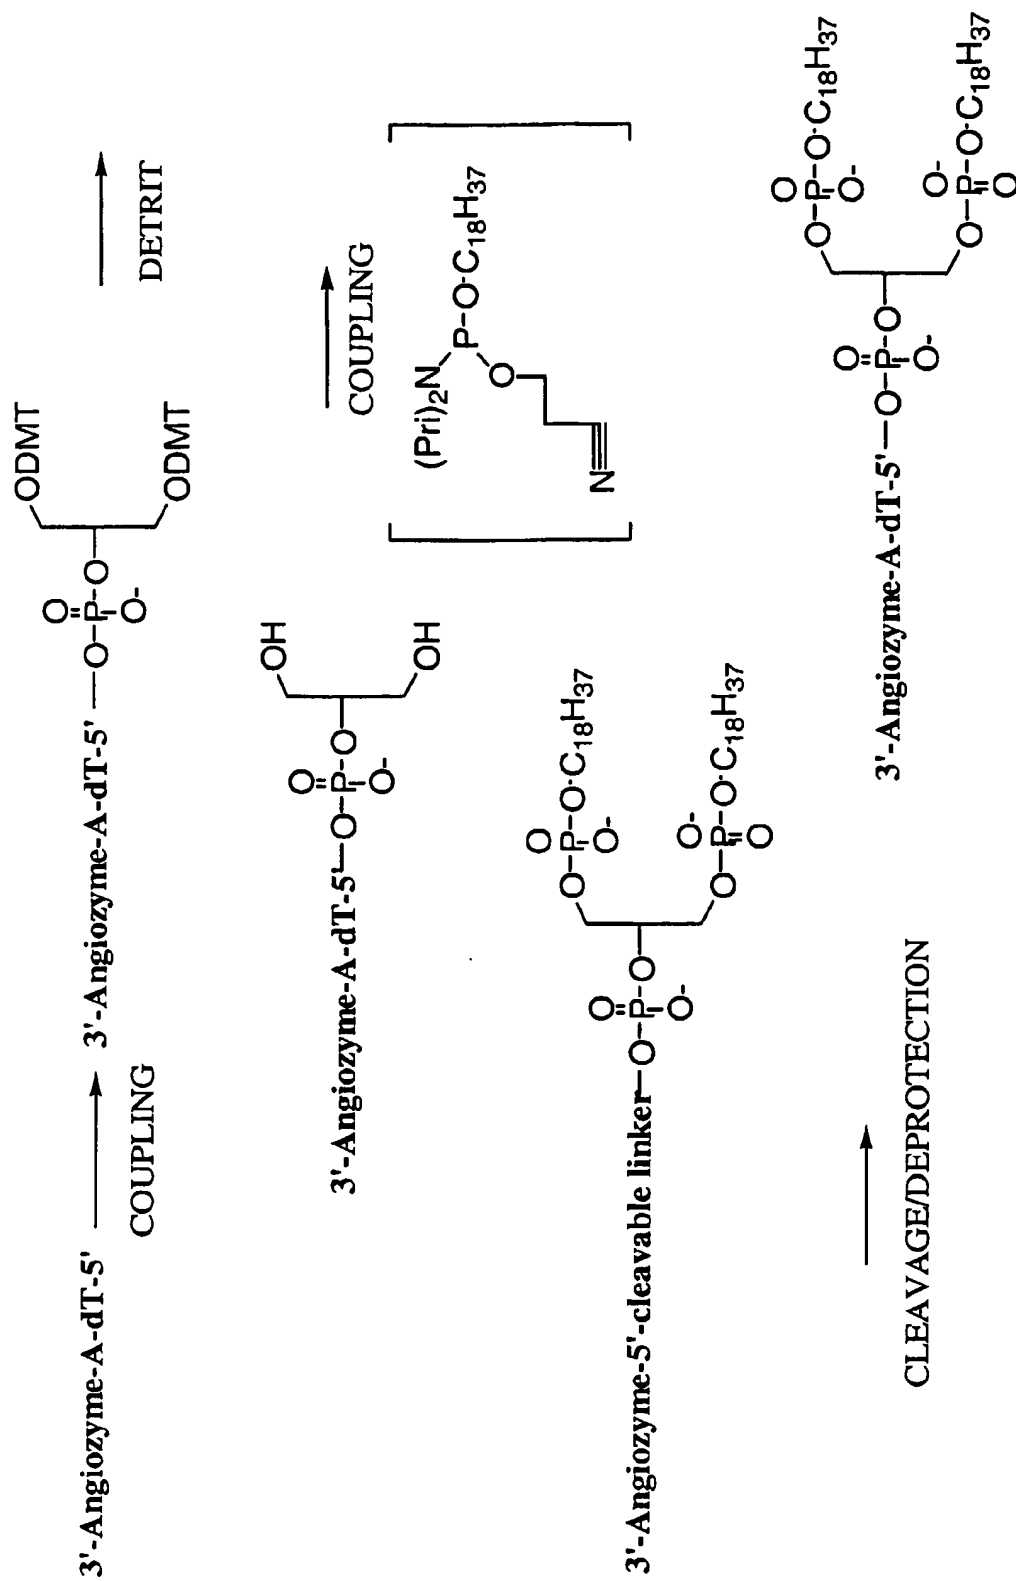 3'-Angiozyme-A-dT-5'
COUPLING
3'-Angiozyme-A-dT-5'
O
O-P-O
O-
ODMT
ODMT
DETRIT
3'-Angiozyme-A-dT-5'
O
O-P-O
O-
OH
OH
COUPLING
(Pri)2N
P-O-C18H37
O
N
3'-Angiozyme-5'-cleavable linker
O
O-P-O
O-
O
O-P-O-C18H37
O-
O-
O-P-O-C18H37
O
CLEAVAGE/DEPROTECTION
3'-Angiozyme-A-dT-5'
O
O-P-O
O-
O
O-P-O-C18H37
O-
O-
O-P-O-C18H37
O